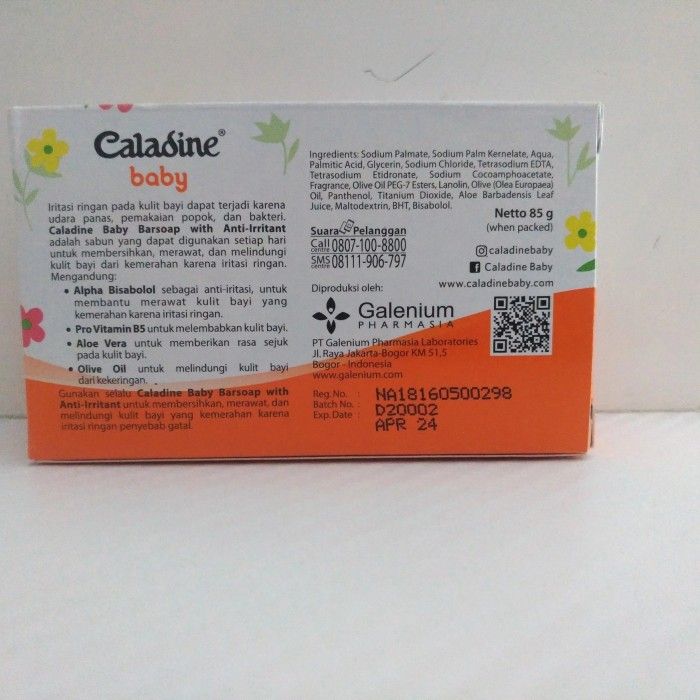 Caladine®
baby
Iritasi ringan pada kulit bayi dapat terjadi karena
udara panas, pemakaian popok, dan bakteri.
Caladine Baby Barsoap with Anti-Irritant
adalah sabun yang dapat digunakan setiap hari
untuk membersihkan, merawat, dan melindungi
kulit bayi dari kemerahan karena iritasi ringan.
Mengandung:
• Alpha Bisabolol sebagai anti-iritasi, untuk
membantu merawat kulit bayi yang
kemerahan karena iritasi ringan.
• Pro Vitamin B5 untuk melembabkan kulit bayi.
• Aloe Vera untuk memberikan rasa sejuk
pada kulit bayi.
• Olive Oil untuk melindungi kulit bayi
dari kekeringan.
Gunakan selalu Caladine Baby Barsoap with
Anti-Irritant untuk membersihkan, merawat, dan
melindungi kulit bayi yang kemerahan karena
iritasi ringan penyebab gatal.
Ingredients: Sodium Palmate, Sodium Palm Kernelate, Aqua,
Palmitic Acid, Glycerin, Sodium Chloride, Tetrasodium EDTA,
Tetrasodium Etidronate, Sodium Cocoamphoacetate,
Fragrance, Olive Oil PEG-7 Esters, Lanolin, Olive (Olea Europaea)
Oil, Panthenol, Titanium Dioxide, Aloe Barbadensis Leaf
Juice, Maltodextrin, BHT, Bisabolol.
Netto 85 g
(when packed)
Suara Pelanggan
Call centre 0807-100-8800
SMS centre 08111-906-797
caladinebaby
Caladine Baby
www.caladinebaby.com
Diproduksi oleh:
Galenium
PHARMASIA
PT Galenium Pharmasia Laboratories
Jl. Raya Jakarta-Bogor KM 51,5
Bogor - Indonesia
www.galenium.com
Reg. No. : NA18160500298
Batch No. : D20002
Exp. Date : APR 24